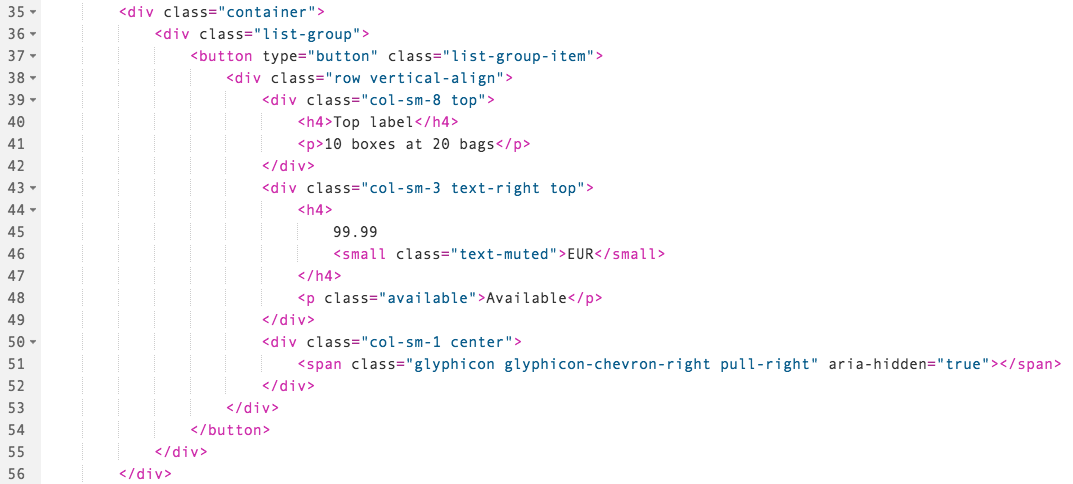 35 <div class="container">
36 <div class="list-group">
37 <button type="button" class="list-group-item">
38 <div class="row vertical-align">
39 <div class="col-sm-8 top">
40 <h4>Top label</h4>
41 <p>10 boxes at 20 bags</p>
42 </div>
43 <div class="col-sm-3 text-right top">
44 <h4>
45 99.99
46 <small class="text-muted">EUR</small>
47 </h4>
48 <p class="available">Available</p>
49 </div>
50 <div class="col-sm-1 center">
51 <span class="glyphicon glyphicon-chevron-right pull-right" aria-hidden="true"></span>
52 </div>
53 </div>
54 </button>
55 </div>
56 </div>